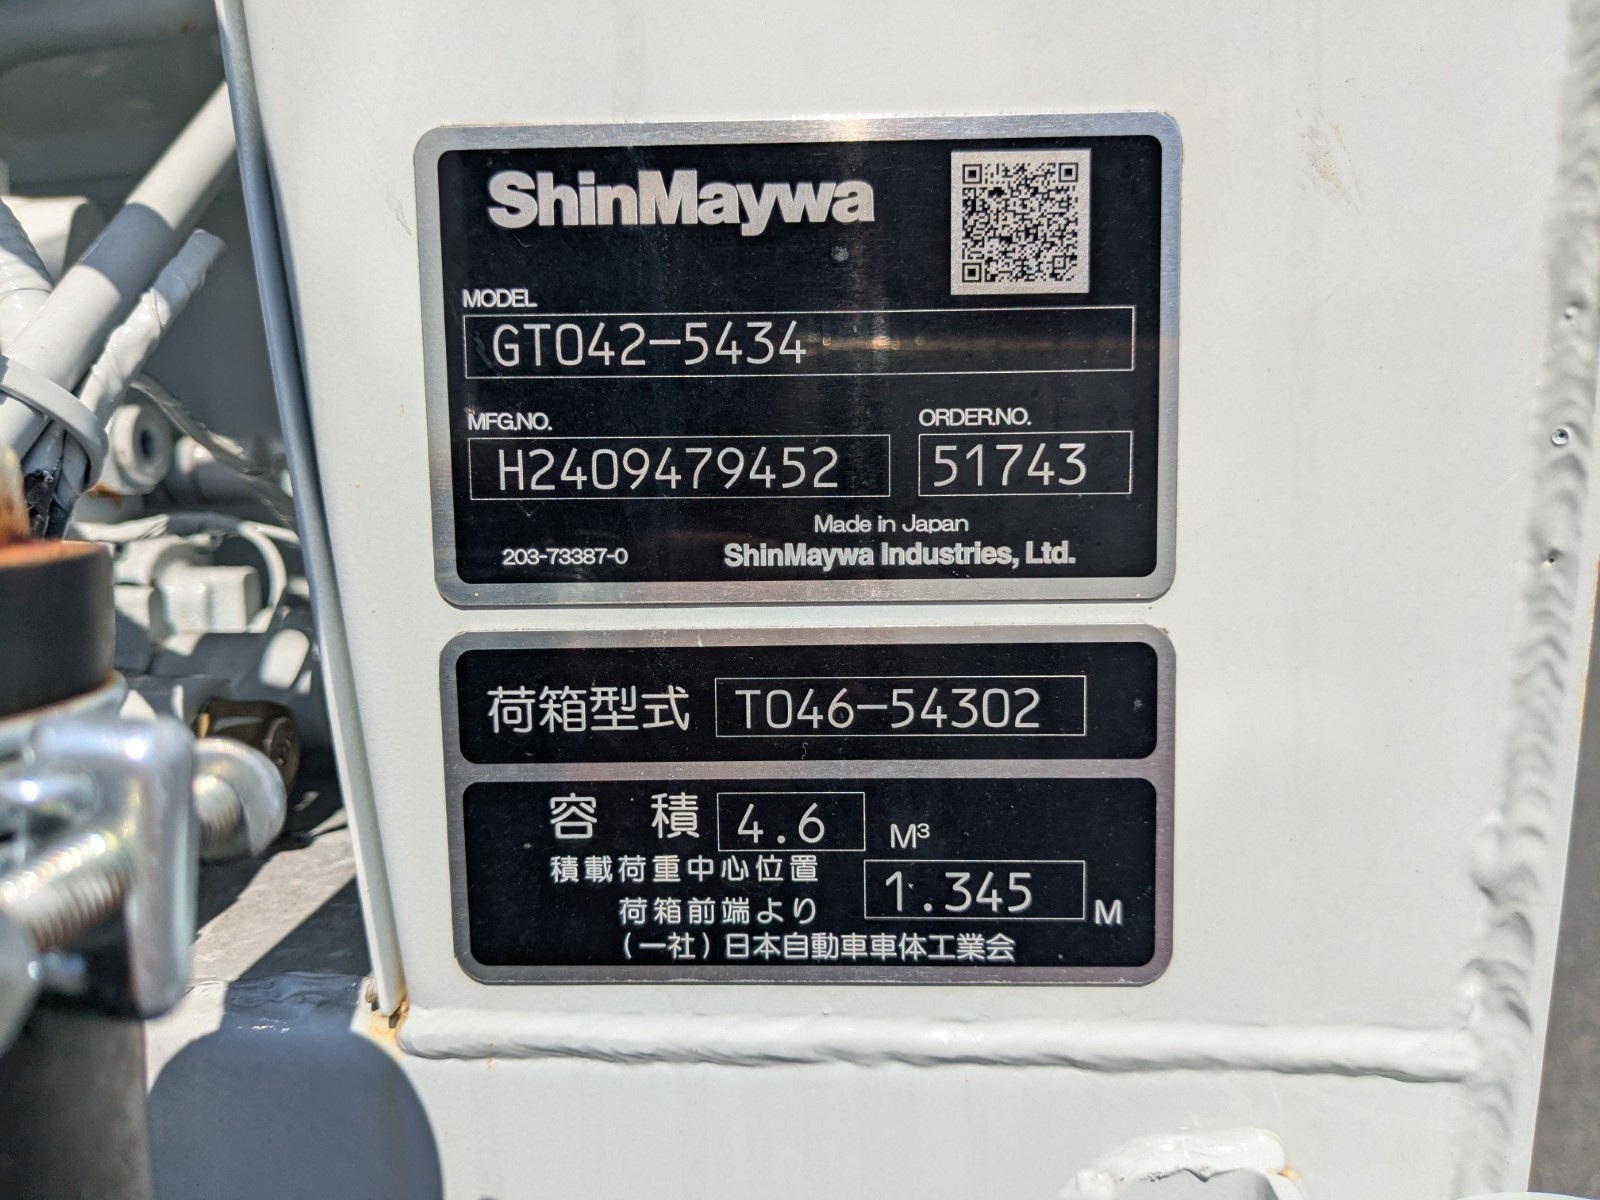 ShinMaywa
MODEL
GT042-5434
MFG.NO. ORDER.NO.
H2409479452 51743
Made in Japan
203-73387-0 ShinMaywa Industries, Ltd.
荷箱型式 T046-54302
容 積 4.6 M³
積載荷重中心位置
荷箱前端より 1.345 M
(一社)日本自動車車体工業会